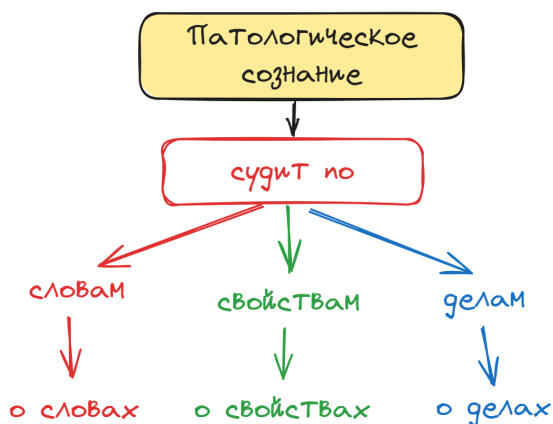 Патологическое
сознание
судит по
словам
свойствам
делам
о словах
о свойствах
о делах